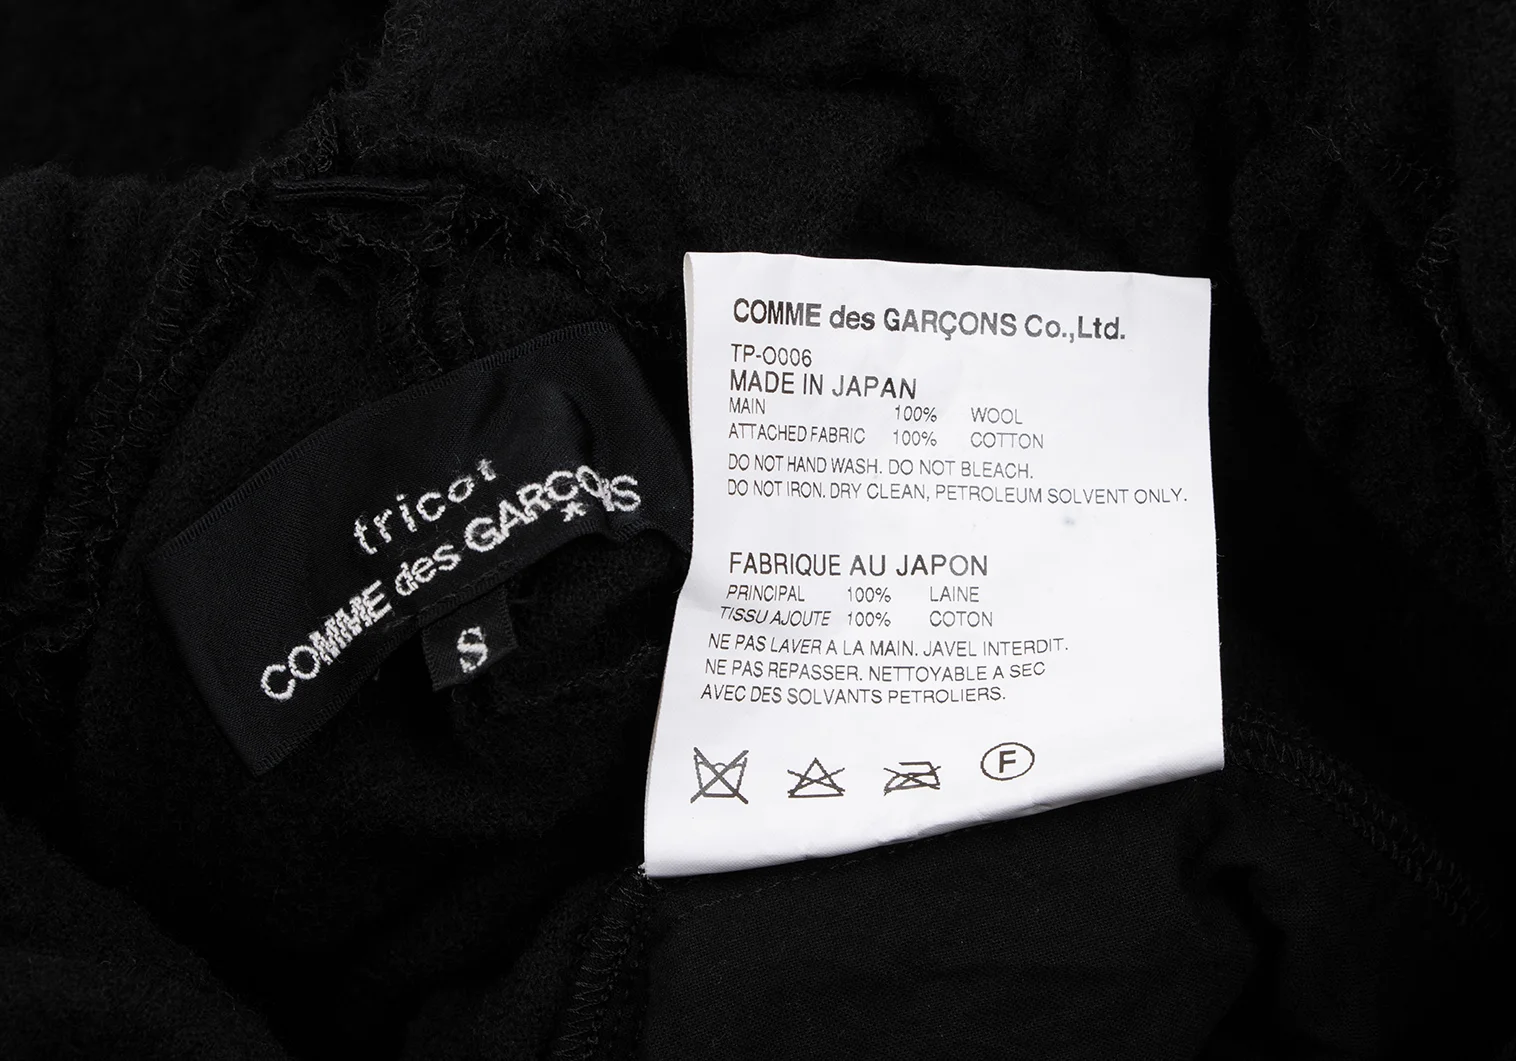 tricot
COMME des GARÇONS
S
COMME des GARÇONS Co.,Ltd.
TP-O006
MADE IN JAPAN
MAIN 100% WOOL
ATTACHED FABRIC 100% COTTON
DO NOT HAND WASH. DO NOT BLEACH.
DO NOT IRON. DRY CLEAN, PETROLEUM SOLVENT ONLY.
FABRIQUE AU JAPON
PRINCIPAL 100% LAINE
TISSU AJOUTE 100% COTON
NE PAS LAVER A LA MAIN. JAVEL INTERDIT.
NE PAS REPASSER. NETTOYABLE A SEC
AVEC DES SOLVANTS PETROLIERS.
F